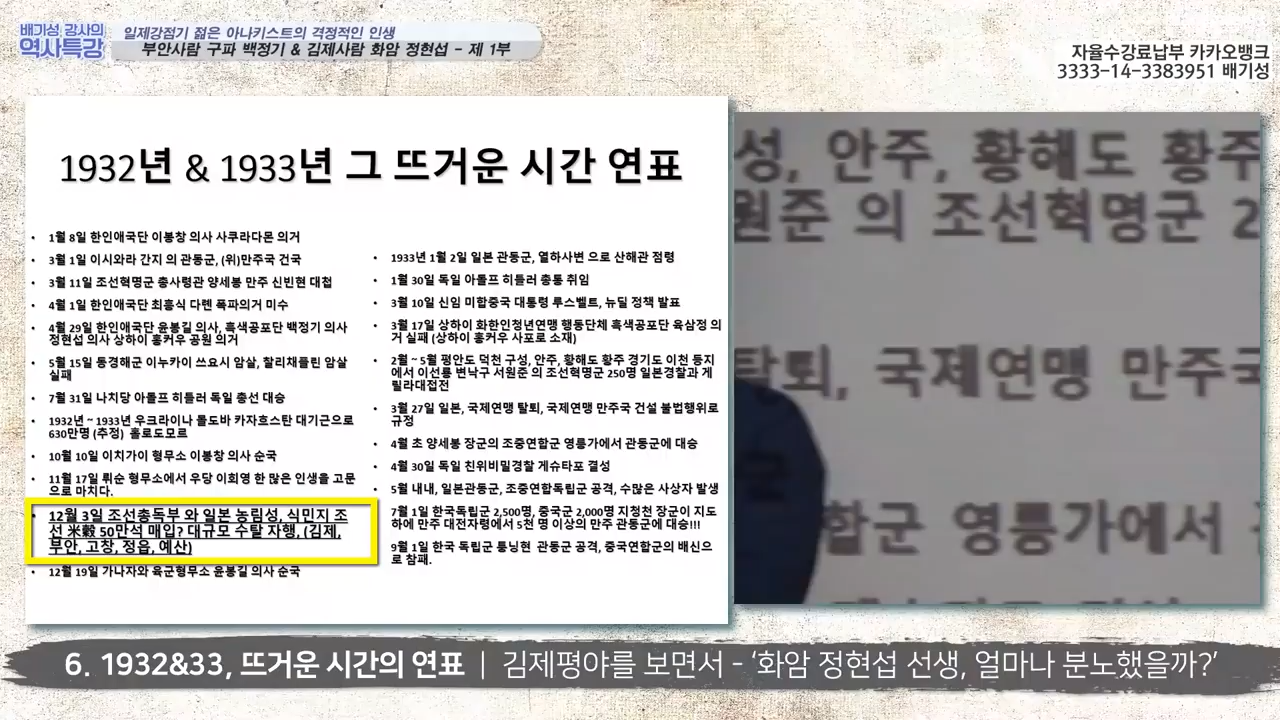 배기성 강사의
역사특강
일제강점기 젊은 아나키스트의 격정적인 인생
부안사람 구파 백정기 & 김제사람 화암 정현섭 - 제 1부
자율수강료납부 카카오뱅크
3333-14-3383951 배기성
1932년 & 1933년 그 뜨거운 시간 연표
• 1월 8일 한인애국단 이봉창 의사 사쿠라다몬 의거
• 3월 1일 이시와라 간지 의 관동군, (위)만주국 건국
• 3월 11일 조선혁명군 총사령관 양세봉 만주 신빈현 대첩
• 4월 1일 한인애국단 최흥식 다롄 폭파의거 미수
• 4월 29일 한인애국단 윤봉길 의사, 흑색공포단 백정기 의사
정현섭 의사 상하이 홍커우 공원 의거
• 5월 15일 동경해군 이누카이 쓰요시 암살, 찰리채플린 암살
실패
• 7월 31일 나치당 아돌프 히틀러 독일 총선 대승
• 1932년 ~ 1933년 우크라이나 몰도바 카자흐스탄 대기근으로
630만명 (추정) 홀로도모르
• 10월 10일 이치가이 형무소 이봉창 의사 순국
• 11월 17일 뤼순 형무소에서 우당 이회영 한 많은 인생을 고문
으로 마치다.
• 12월 3일 조선총독부 와 일본 농림성, 식민지 조
선 米穀 50만석 매입? 대규모 수탈 자행, (김제,
부안, 고창, 정읍, 예산)
• 12월 19일 가나자와 육군형무소 윤봉길 의사 순국
• 1933년 1월 2일 일본 관동군, 열하사변 으로 산해관 점령
• 1월 30일 독일 아돌프 히틀러 총통 취임
• 3월 10일 신임 미합중국 대통령 루스벨트, 뉴딜 정책 발표
• 3월 17일 상하이 화한인청년연맹 행동단체 흑색공포단 육삼정 의
거 실패 (상하이 홍커우 사포로 소재)
• 2월 ~ 5월 평안도 덕천 구성, 안주, 황해도 황주 경기도 이천 등지
에서 이선룡 변낙구 서원준 의 조선혁명군 250명 일본경찰과 게
릴라대접전
• 3월 27일 일본, 국제연맹 탈퇴, 국제연맹 만주국 건설 불법행위로
규정
• 4월 초 양세봉 장군의 조중연합군 영릉가에서 관동군에 대승
• 4월 30일 독일 친위비밀경찰 게슈타포 결성
• 5월 내내, 일본관동군, 조중연합독립군 공격, 수많은 사상자 발생
• 7월 1일 한국독립군 2,500명, 중국군 2,000명 지청천 장군이 지도
하에 만주 대전자령에서 5천 명 이상의 만주 관동군에 대승!!!
• 9월 1일 한국 독립군 퉁닝현 관동군 공격, 중국연합군의 배신으
로 참패.
성, 안주, 황해도 황주
원준 의 조선혁명군 2
탈퇴, 국제연맹 만주국
합군 영릉가에서
6. 1932&33, 뜨거운 시간의 연표 | 김제평야를 보면서 - '화암 정현섭 선생, 얼마나 분노했을까?'